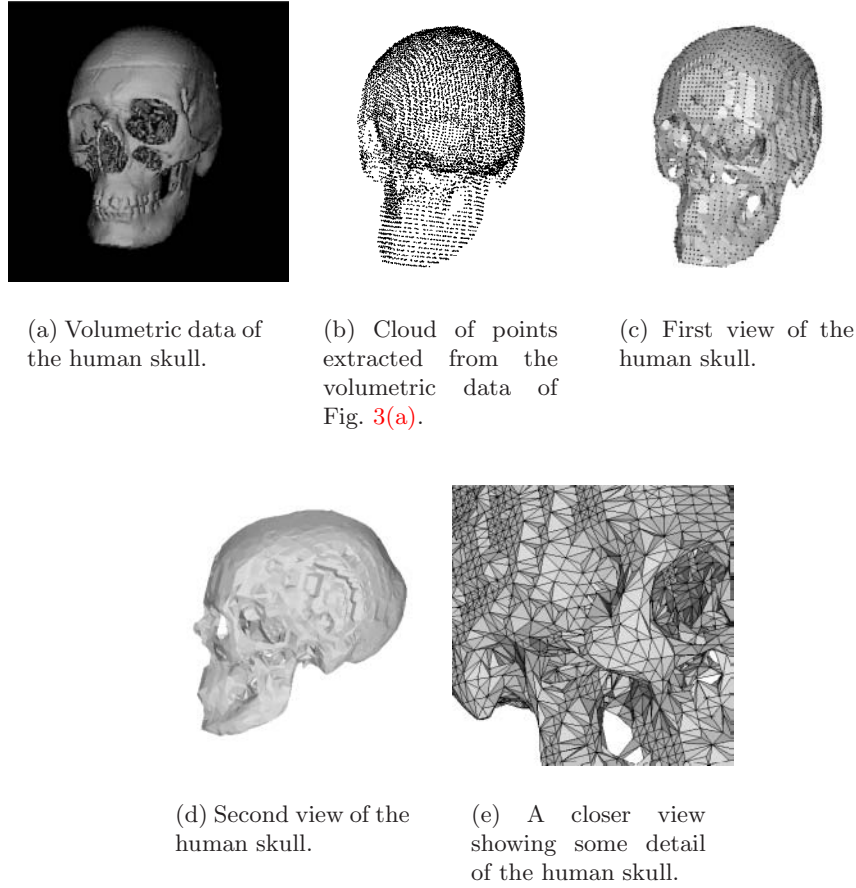 (a) Volumetric data of
the human skull.
(b) Cloud of points
extracted from the
volumetric data of
Fig. 3(a).
(c) First view of the
human skull.
(d) Second view of the
human skull.
(e) A closer view
showing some detail
of the human skull.